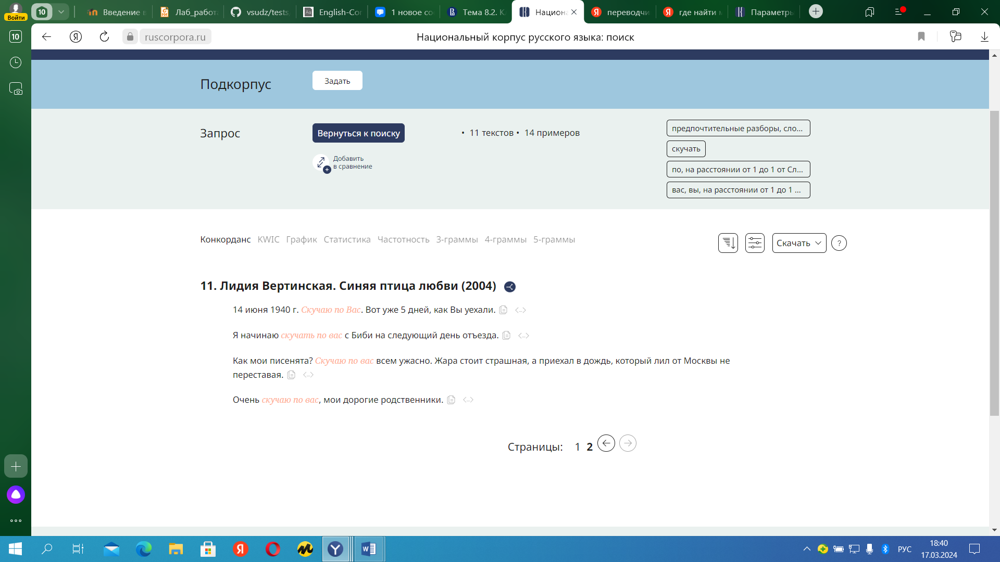 Войти
10
Введение в
Лаб_работ
vsudz/tests
English-Cor
1 новое со
Тема 8.2. К
Национ
переводчи
где найти
Параметры
10
ruscorpora.ru
Национальный корпус русского языка: поиск
Подкорпус
Задать
Запрос
Вернуться к поиску
• 11 текстов • 14 примеров
Добавить
в сравнение
предпочтительные разборы, сло...
скучать
по, на расстоянии от 1 до 1 от Сл...
вас, вы, на расстоянии от 1 до 1 ...
Конкорданс KWIC График Статистика Частотность 3-граммы 4-граммы 5-граммы
Скачать
?
11. Лидия Вертинская. Синяя птица любви (2004)
14 июня 1940 г. Скучаю по Вас. Вот уже 5 дней, как Вы уехали.
Я начинаю скучать по вас с Биби на следующий день отъезда.
Как мои писенята? Скучаю по вас всем ужасно. Жара стоит страшная, а приехал в дождь, который лил от Москвы не
переставая.
Очень скучаю по вас, мои дорогие родственники.
Страницы: 1 2
РУС
18:40
17.03.2024